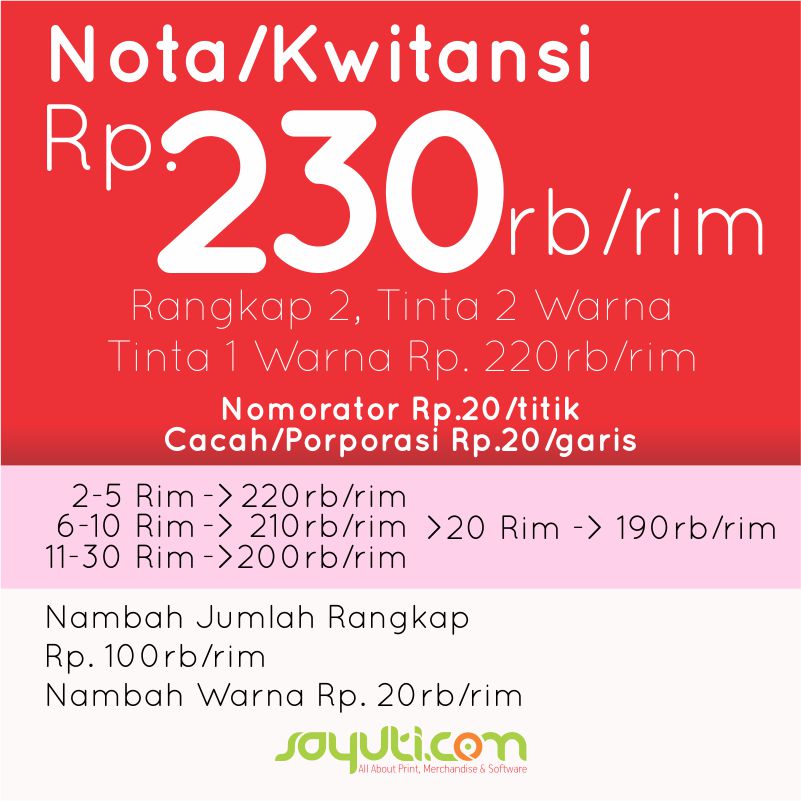 Nota/Kwitansi
Rp.230rb/rim
Rangkap 2, Tinta 2 Warna
Tinta 1 Warna Rp. 220rb/rim
Nomorator Rp.20/titik
Cacah/Porporasi Rp.20/garis
2-5 Rim -> 220rb/rim
6-10 Rim -> 210rb/rim
11-30 Rim ->200rb/rim
>20 Rim -> 190rb/rim
Nambah Jumlah Rangkap
Rp. 100rb/rim
Nambah Warna Rp. 20rb/rim
sayuti.com
All About Print, Merchandise & Software